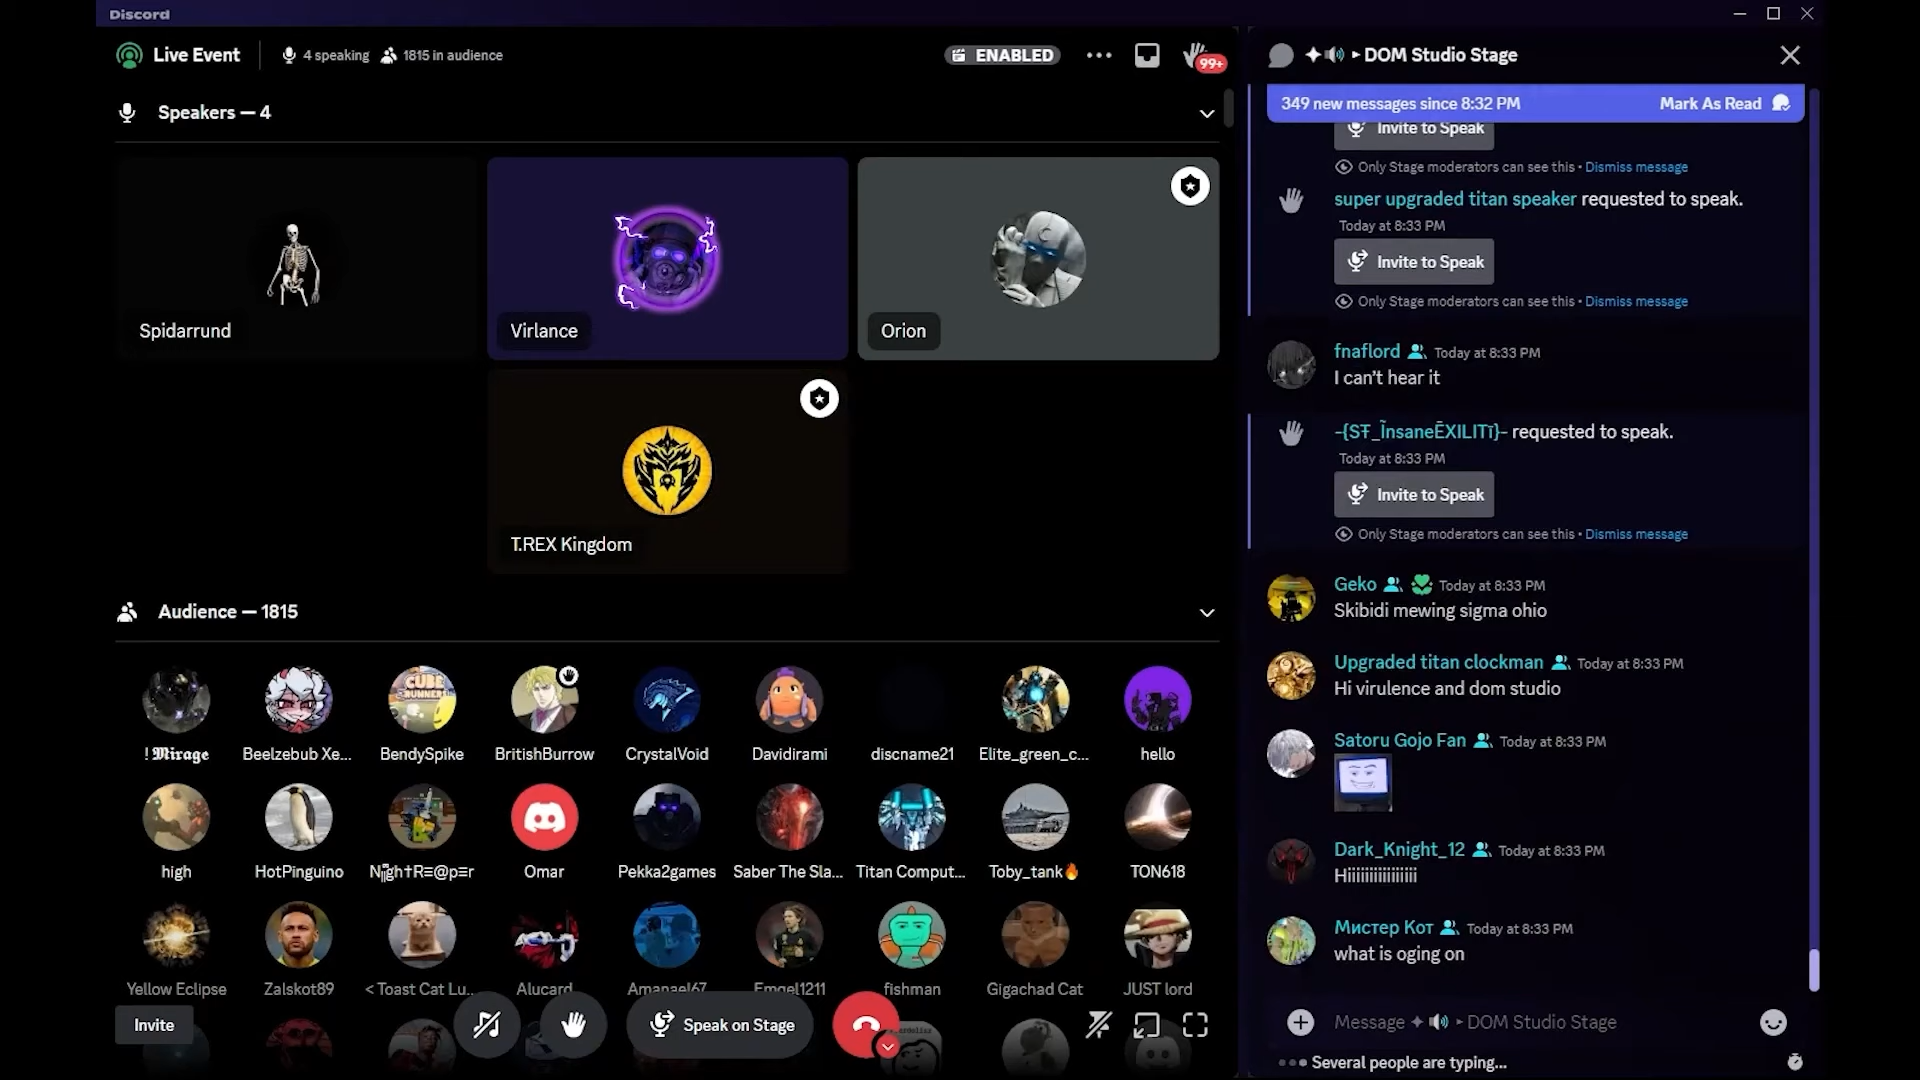 Discord
Live Event
4 speaking
1815 in audience
ENABLED
99+
Speakers — 4
Spidarrund
Virlance
Orion
T.REX Kingdom
Audience — 1815
! 𝕸𝖎𝖗𝖆𝖌𝖊
Beelzebub Xe...
BendySpike
BritishBurrow
CrystalVoid
Davidirami
discname21
Elite_green_c...
hello
CUBE
RUNNERS
high
HotPinguino
Omar
Pekka2games
Saber The Sla...
Titan Comput...
Toby_tank🔥
TON618
Yellow Eclipse
Zalskot89
< Toast Cat Lu...
Alucard
Amanael67
Emgel1211
fishman
Gigachad Cat
JUST lord
Invite
Speak on Stage
✦🔊 ▸ DOM Studio Stage
349 new messages since 8:32 PM
Mark As Read
Invite to Speak
Only Stage moderators can see this • Dismiss message
super upgraded titan speaker requested to speak.
Today at 8:33 PM
Invite to Speak
Only Stage moderators can see this • Dismiss message
fnaflord Today at 8:33 PM
I can't hear it
-{SŦ_ÎnsaneĒXILITī}- requested to speak.
Today at 8:33 PM
Invite to Speak
Only Stage moderators can see this • Dismiss message
Geko Today at 8:33 PM
Skibidi mewing sigma ohio
Upgraded titan clockman Today at 8:33 PM
Hi virulence and dom studio
Satoru Gojo Fan Today at 8:33 PM
Dark_Knight_12 Today at 8:33 PM
Hiiiiiiiiiiiiiii
Мистер Кот Today at 8:33 PM
what is oging on
Message ✦🔊 ▸ DOM Studio Stage
Several people are typing...